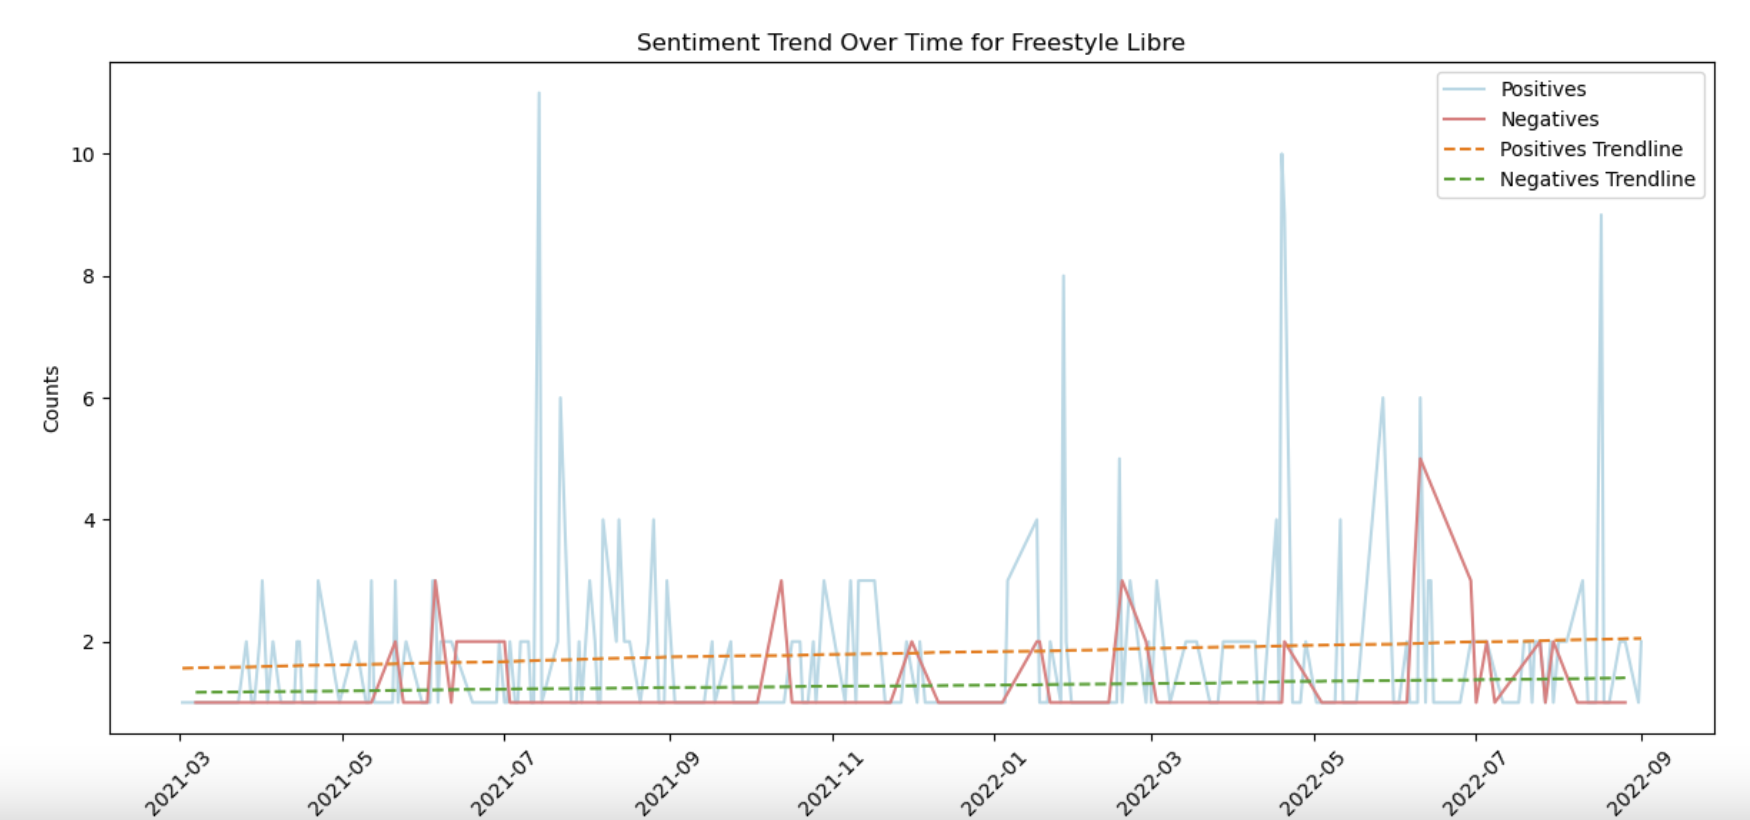 Sentiment Trend Over Time for Freestyle Libre
Positives
Negatives
Positives Trendline
Negatives Trendline
10
8
6
4
2
Counts
2021-03
2021-05
2021-07
2021-09
2021-11
2022-01
2022-03
2022-05
2022-07
2022-09